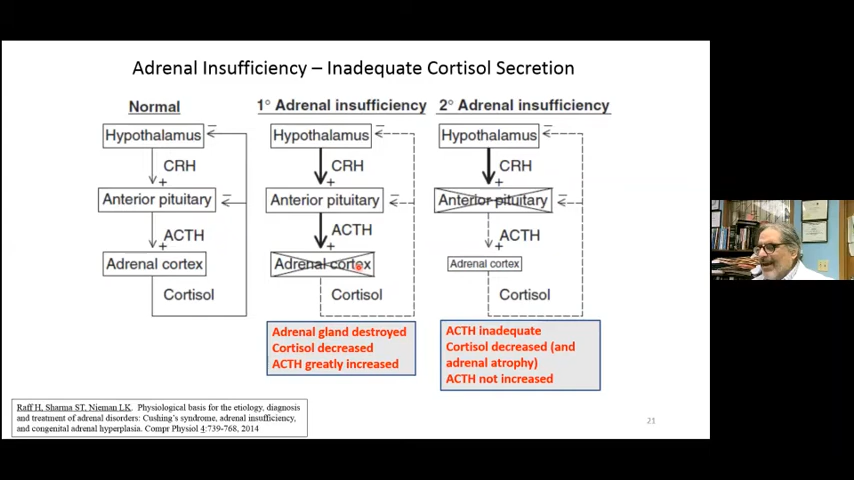 Adrenal Insufficiency – Inadequate Cortisol Secretion
Normal
Hypothalamus
–
CRH
+
Anterior pituitary
–
ACTH
+
Adrenal cortex
Cortisol
1° Adrenal insufficiency
Hypothalamus
–
CRH
+
Anterior pituitary
–
ACTH
+
Adrenal cortex
Cortisol
Adrenal gland destroyed
Cortisol decreased
ACTH greatly increased
2° Adrenal insufficiency
Hypothalamus
–
CRH
+
Anterior pituitary
–
ACTH
+
Adrenal cortex
Cortisol
ACTH inadequate
Cortisol decreased (and
adrenal atrophy)
ACTH not increased
Raff H, Sharma ST, Nieman LK. Physiological basis for the etiology, diagnosis
and treatment of adrenal disorders: Cushing's syndrome, adrenal insufficiency,
and congenital adrenal hyperplasia. Compr Physiol 4:739-768, 2014
21